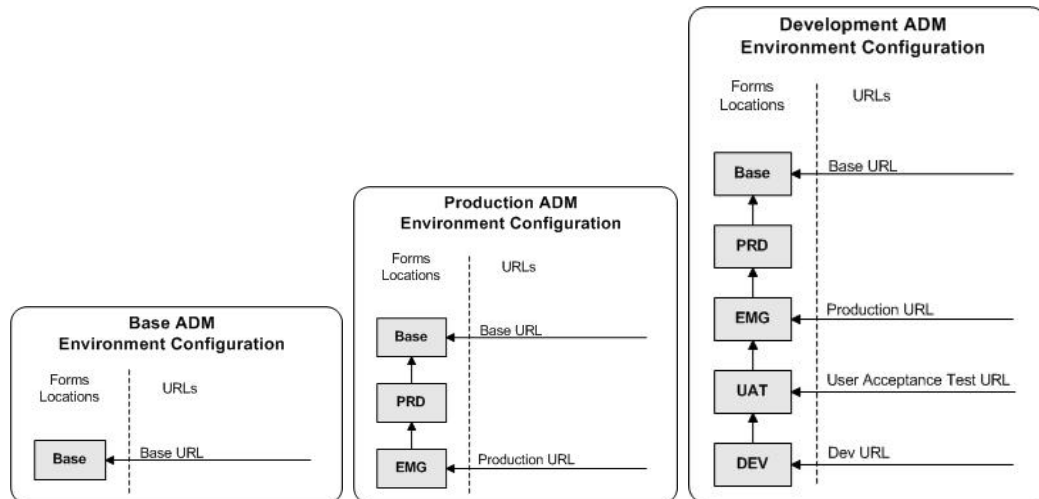 Base ADM
Environment Configuration
Forms
Locations
URLs
Base
Base URL
Production ADM
Environment Configuration
Forms
Locations
URLs
Base
Base URL
PRD
EMG
Production URL
Development ADM
Environment Configuration
Forms
Locations
URLs
Base
Base URL
PRD
EMG
Production URL
UAT
User Acceptance Test URL
DEV
Dev URL